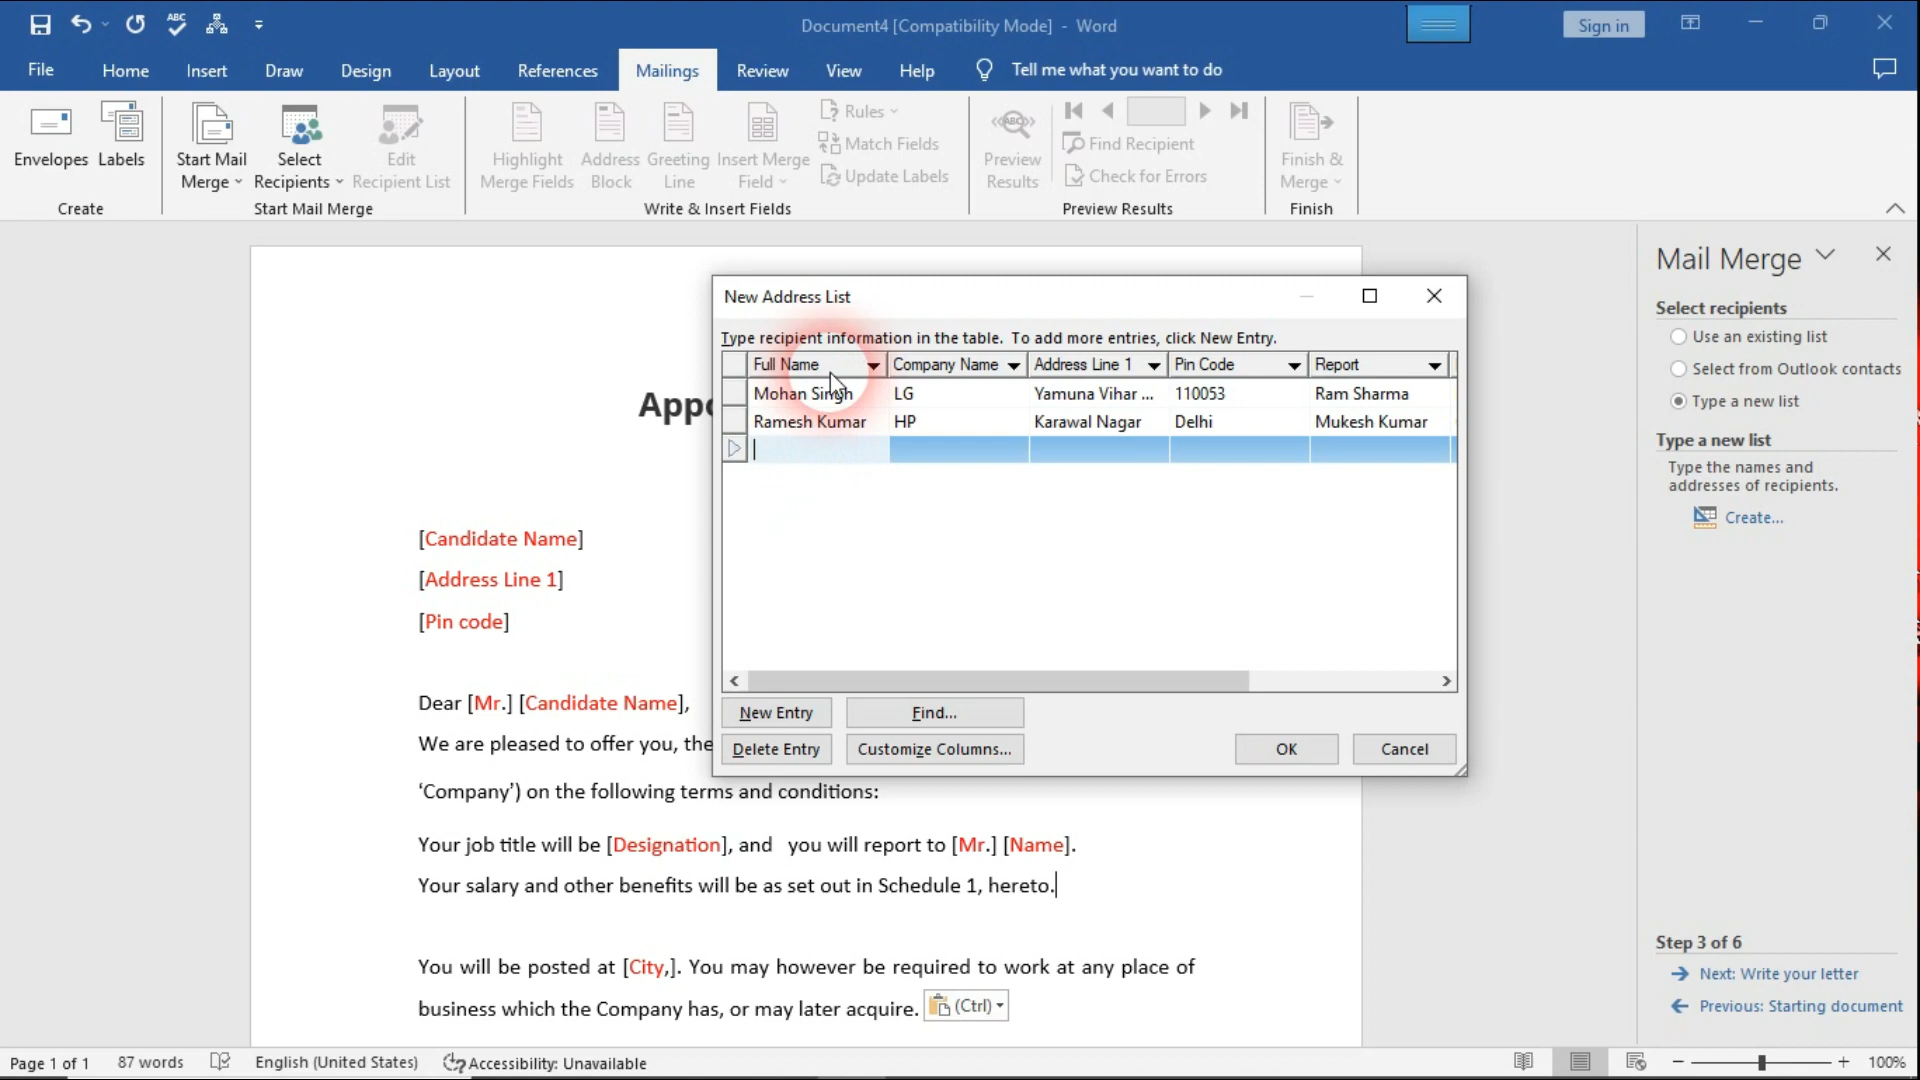 Document4 [Compatibility Mode] - Word
Sign in
File Home Insert Draw Design Layout References Mailings Review View Help Tell me what you want to do
Envelopes
Labels
Create
Start Mail Merge
Select Recipients
Edit Recipient List
Start Mail Merge
Highlight Merge Fields
Address Block
Greeting Line
Insert Merge Field
Rules
Match Fields
Update Labels
Write & Insert Fields
ABC
Preview Results
Find Recipient
Check for Errors
Preview Results
Finish & Merge
Finish
Appo
[Candidate Name]
[Address Line 1]
[Pin code]
Dear [Mr.] [Candidate Name],
We are pleased to offer you, the
‘Company’) on the following terms and conditions:
Your job title will be [Designation], and you will report to [Mr.] [Name].
Your salary and other benefits will be as set out in Schedule 1, hereto.
You will be posted at [City,]. You may however be required to work at any place of
business which the Company has, or may later acquire.
(Ctrl)
New Address List
Type recipient information in the table. To add more entries, click New Entry.
Full Name Company Name Address Line 1 Pin Code Report
Mohan Singh LG Yamuna Vihar ... 110053 Ram Sharma
Ramesh Kumar HP Karawal Nagar Delhi Mukesh Kumar
New Entry Find...
Delete Entry Customize Columns... OK Cancel
Mail Merge
Select recipients
Use an existing list
Select from Outlook contacts
Type a new list
Type a new list
Type the names and
addresses of recipients.
Create...
Step 3 of 6
Next: Write your letter
Previous: Starting document
Page 1 of 1 87 words English (United States) Accessibility: Unavailable 100%